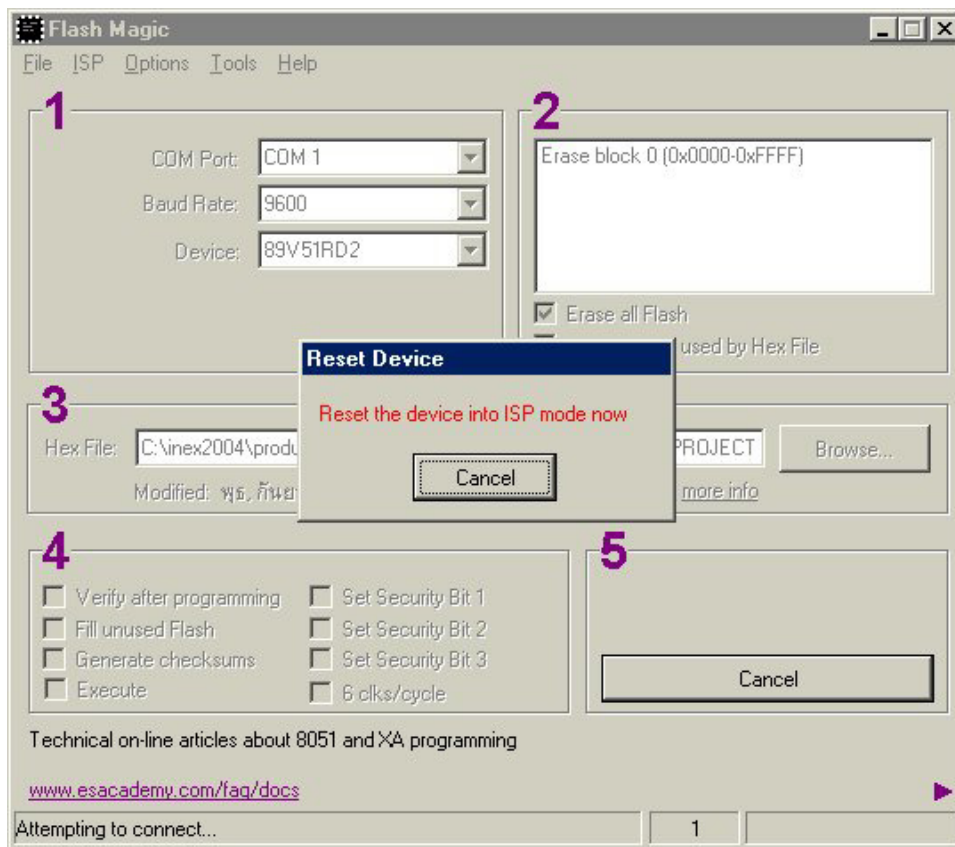 Flash Magic
File ISP Options Tools Help
1
COM Port: COM 1
Baud Rate: 9600
Device: 89V51RD2
2
Erase block 0 (0x0000-0xFFFF)
Erase all Flash
used by Hex File
Reset Device
Reset the device into ISP mode now
Cancel
3
Hex File: C:\inex2004\produ
PROJECT
Browse...
Modified: พุธ, กันยา
more info
4
Verify after programming
Fill unused Flash
Generate checksums
Execute
Set Security Bit 1
Set Security Bit 2
Set Security Bit 3
6 clks/cycle
5
Cancel
Technical on-line articles about 8051 and XA programming
www.esacademy.com/faq/docs
Attempting to connect...
1